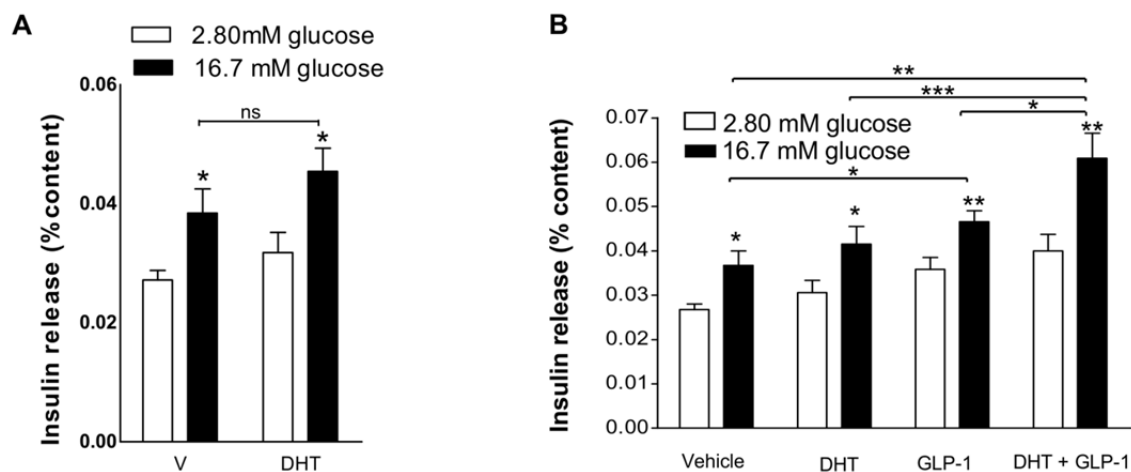 A
2.80mM glucose
16.7 mM glucose
Insulin release (% content)
0.06
0.04
0.02
0.00
ns
*
*
V
DHT
B
**
***
*
2.80 mM glucose
16.7 mM glucose
Insulin release (% content)
0.07
0.06
0.05
0.04
0.03
0.02
0.01
0.00
*
*
*
**
**
Vehicle
DHT
GLP-1
DHT + GLP-1